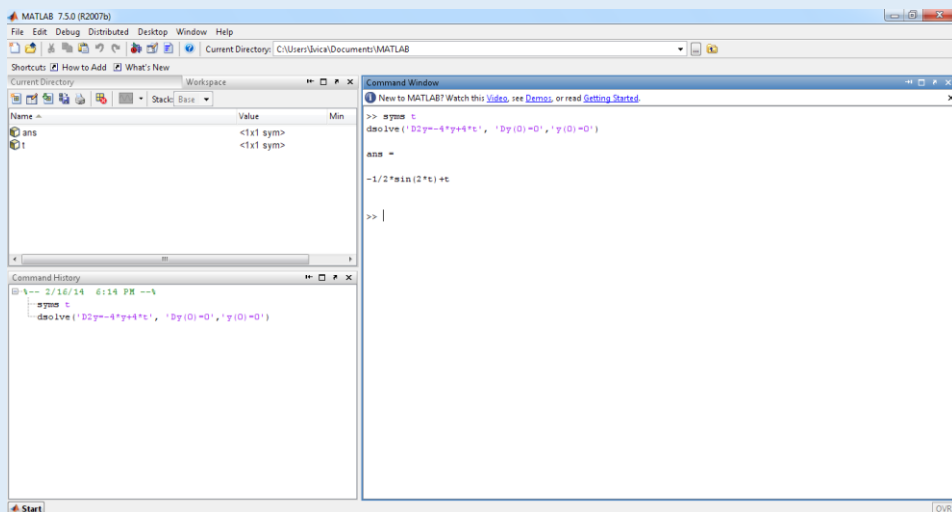 MATLAB 7.5.0 (R2007b)
File Edit Debug Distributed Desktop Window Help
Current Directory: C:\Users\Ivica\Documents\MATLAB
Shortcuts How to Add What's New
Current Directory Workspace
Stack: Base
Name Value Min
ans <1x1 sym>
t <1x1 sym>
Command History
%-- 2/16/14 6:14 PM --%
syms t
dsolve('D2y=-4*y+4*t', 'Dy(0)=0','y(0)=0')
Command Window
New to MATLAB? Watch this Video, see Demos, or read Getting Started.
>> syms t
dsolve('D2y=-4*y+4*t', 'Dy(0)=0','y(0)=0')
ans =
-1/2*sin(2*t)+t
>>
Start
OVR